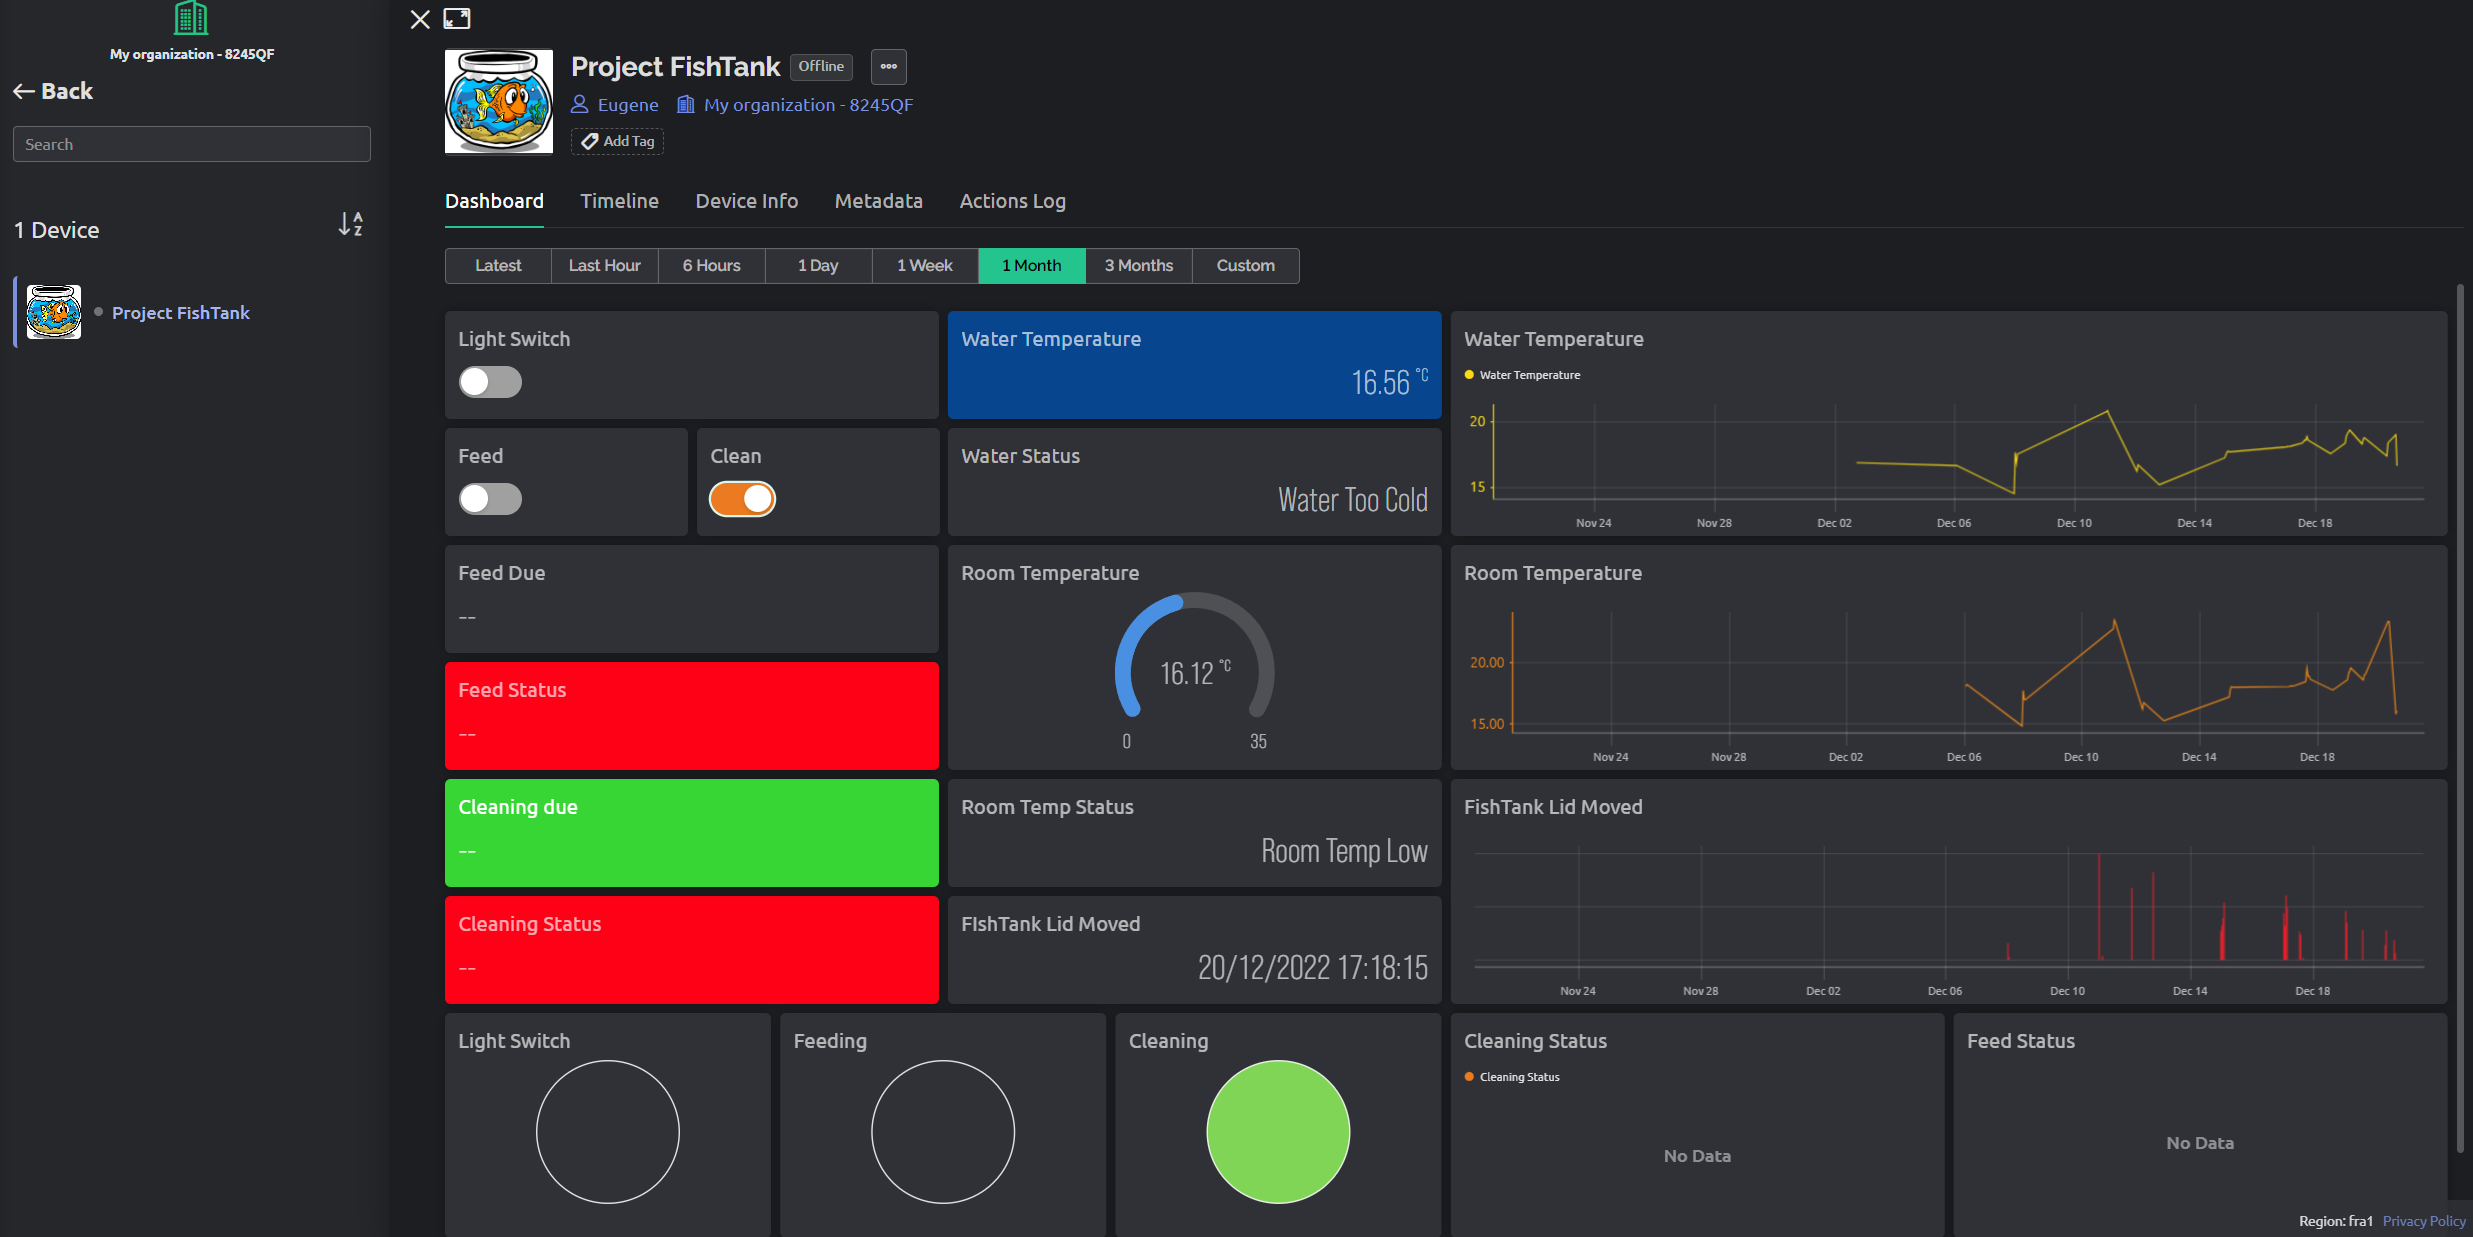 My organization - 8245QF
Back
Search
1 Device
A
Z
Project FishTank
Project FishTank Offline
Eugene My organization - 8245QF
Add Tag
Dashboard Timeline Device Info Metadata Actions Log
Latest Last Hour 6 Hours 1 Day 1 Week 1 Month 3 Months Custom
Light Switch
Water Temperature
16.56 °C
Water Temperature
Water Temperature
20
15
Nov 24 Nov 28 Dec 02 Dec 06 Dec 10 Dec 14 Dec 18
Feed
Clean
Water Status
Water Too Cold
Feed Due
--
Room Temperature
16.12 °C
0 35
Room Temperature
20.00
15.00
Nov 24 Nov 28 Dec 02 Dec 06 Dec 10 Dec 14 Dec 18
Feed Status
--
Cleaning due
--
Room Temp Status
Room Temp Low
FishTank Lid Moved
Nov 24 Nov 28 Dec 02 Dec 06 Dec 10 Dec 14 Dec 18
Cleaning Status
--
FIshTank Lid Moved
20/12/2022 17:18:15
Light Switch
Feeding
Cleaning
Cleaning Status
Cleaning Status
No Data
Feed Status
No Data
Region: fra1 Privacy Policy